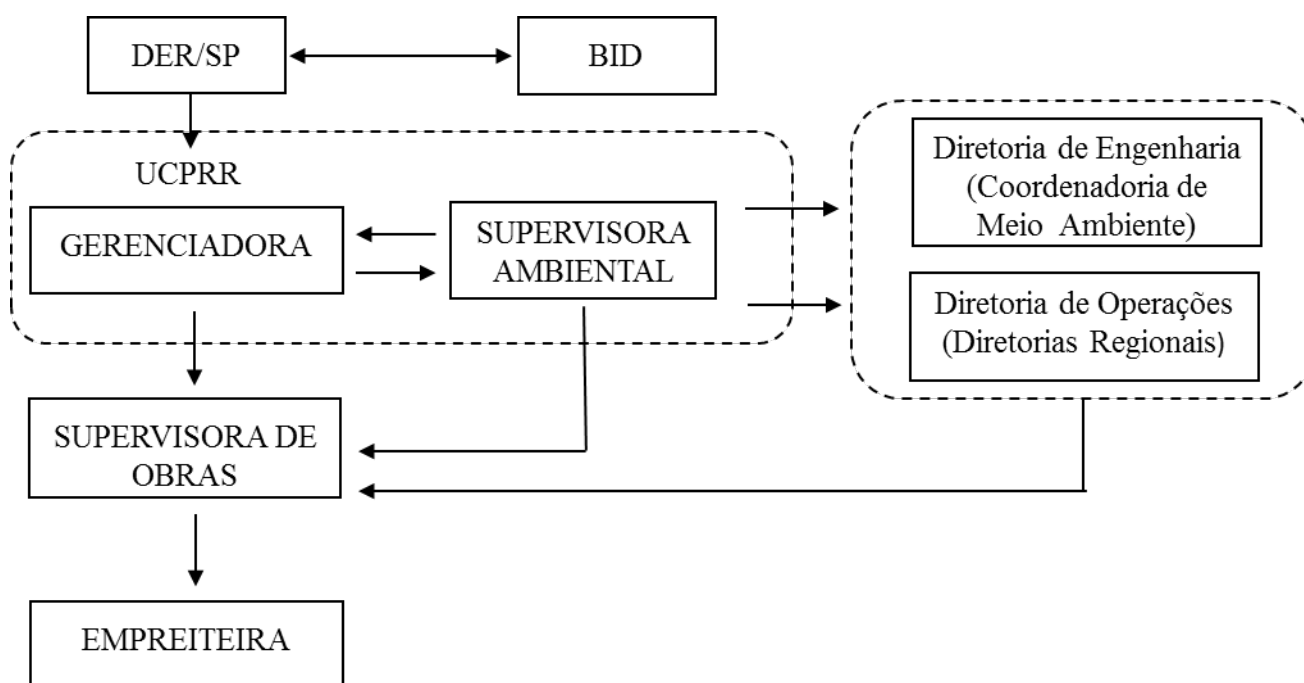 DER/SP
BID
UCPRR
GERENCIADORA
SUPERVISORA
AMBIENTAL
Diretoria de Engenharia
(Coordenadoria de
Meio Ambiente)
Diretoria de Operações
(Diretorias Regionais)
SUPERVISORA DE
OBRAS
EMPREITEIRA